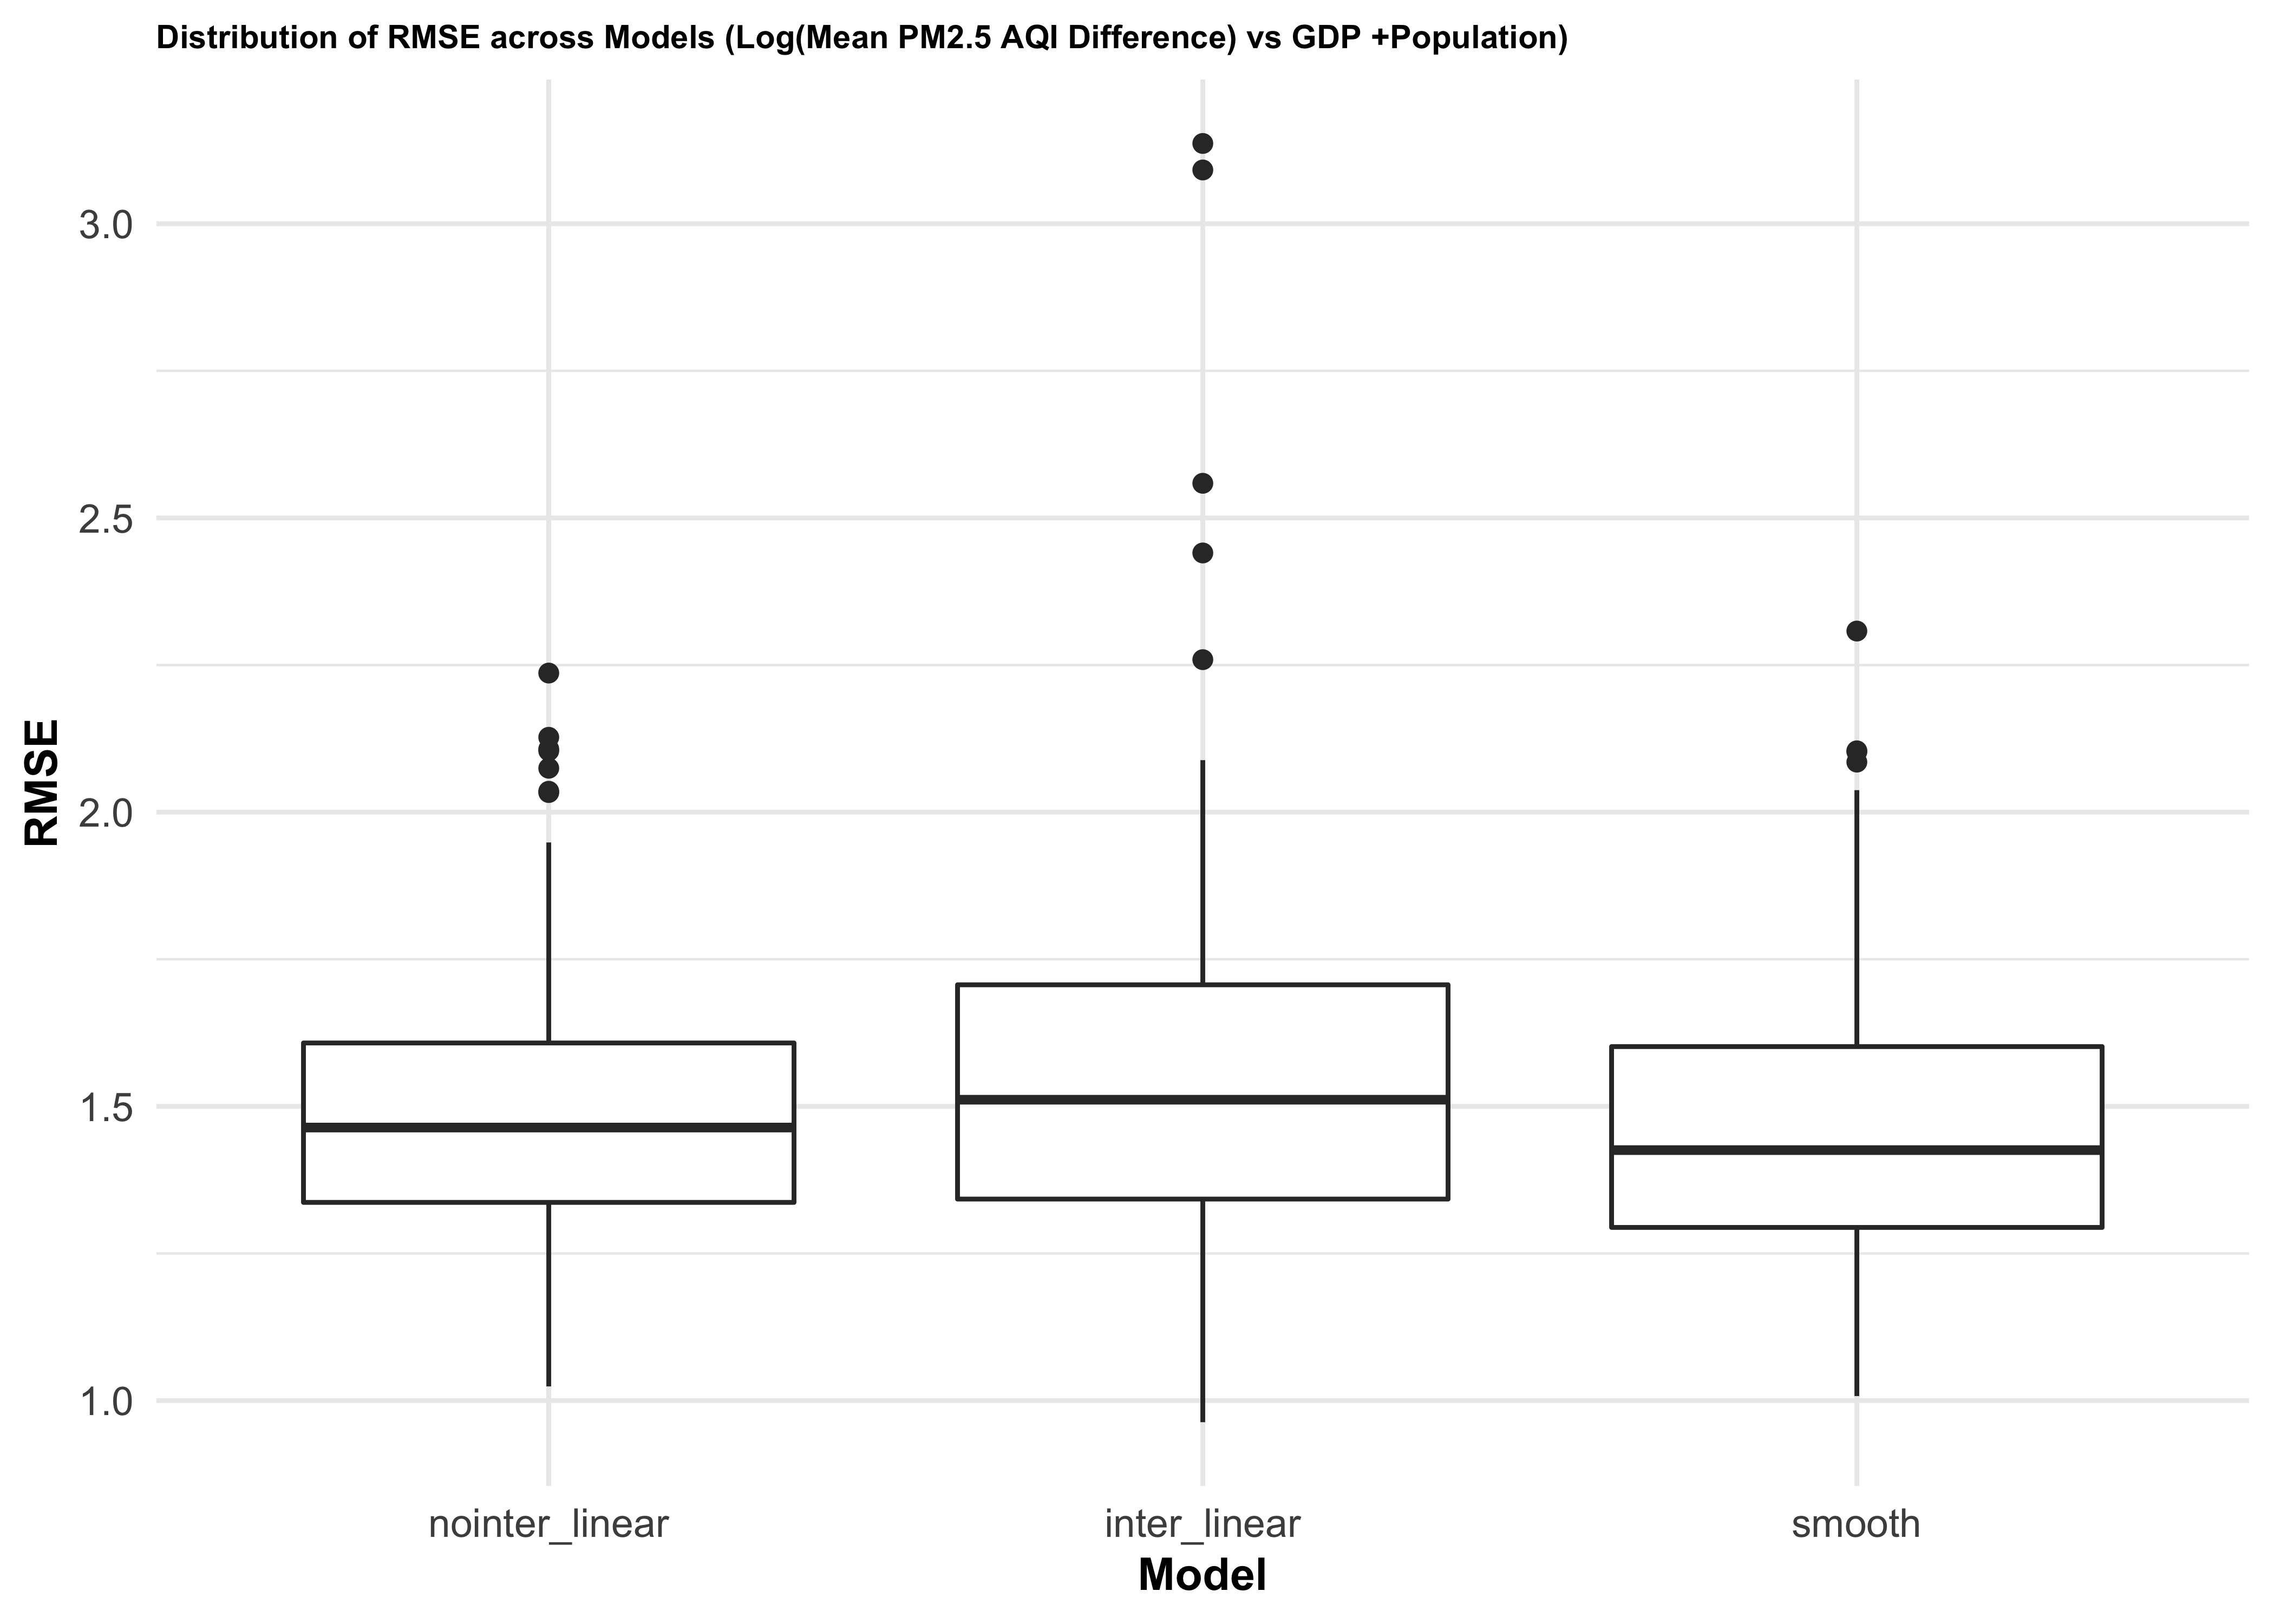 Distribution of RMSE across Models (Log(Mean PM2.5 AQI Difference) vs GDP +Population)
RMSE
3.0
2.5
2.0
1.5
1.0
nointer_linear
inter_linear
smooth
Model